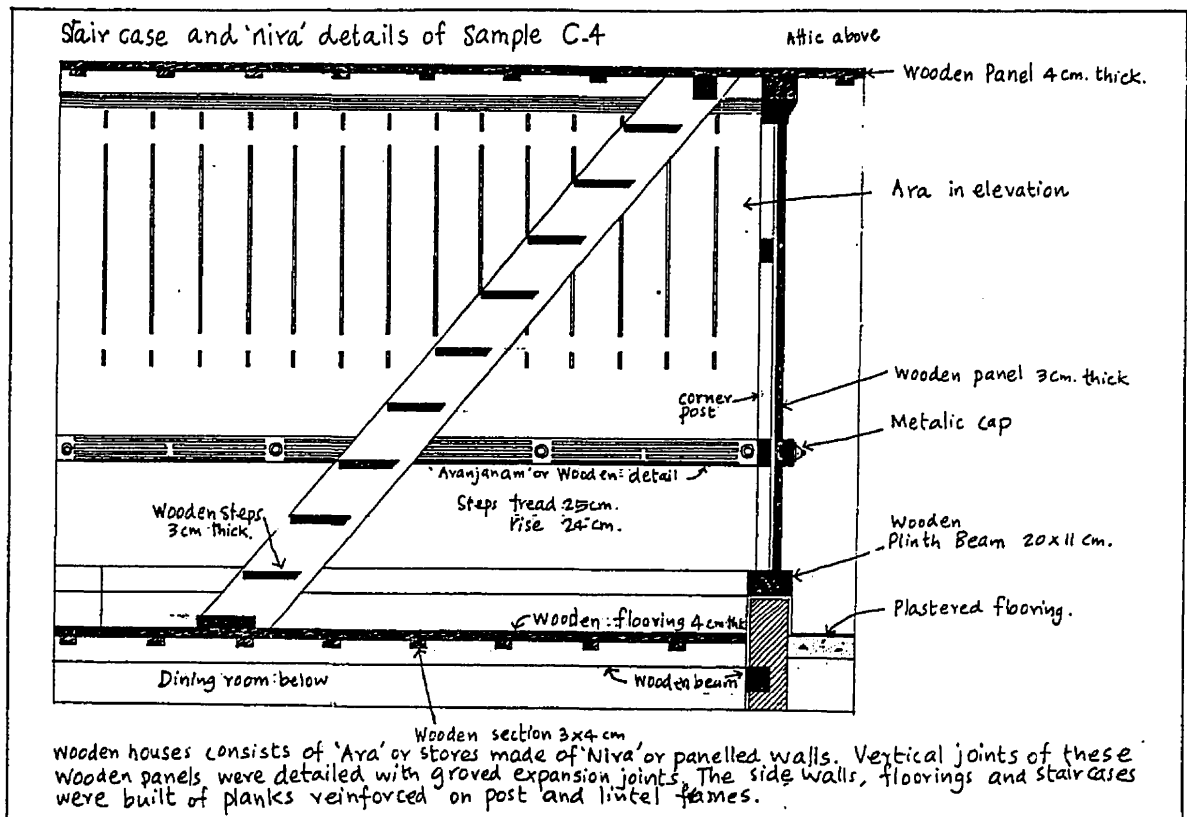 Stair case and 'nira' details of Sample C-4
Attic above
Wooden Panel 4 cm. thick.
Ara in elevation
Wooden panel 3cm. thick
corner
post
Metalic cap
'Aranjanam' or Wooden: detail
Steps tread 25cm.
rise 24cm.
Wooden steps
3cm thick.
Wooden
Plinth Beam 20x11 cm.
Plastered flooring.
Wooden: flooring 4cm thk
Dining room: below
Wooden beam
Wooden section 3x4 cm
Wooden houses consists of 'Ara' or stores made of 'Nira' or panelled walls. Vertical joints of these
wooden panels were detailed with groved expansion joints. The side walls, floorings and staircases
were built of planks reinforced on post and lintel frames.